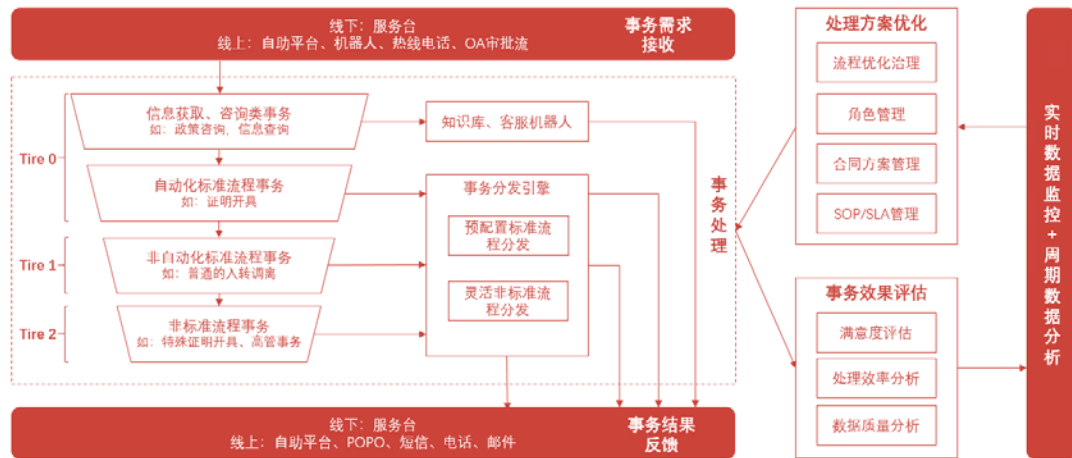 线下：服务台
线上：自助平台、机器人、热线电话、OA审批流
事务需求
接收
Tire 0
信息获取、咨询类事务
如：政策咨询，信息查询
知识库、客服机器人
自动化标准流程事务
如：证明开具
Tire 1
非自动化标准流程事务
如：普通的入转调离
Tire 2
非标准流程事务
如：特殊证明开具、高管事务
事务分发引擎
预配置标准流
程分发
灵活非标准流
程分发
事务处理
线下：服务台
线上：自助平台、POPO、短信、电话、邮件
事务结果
反馈
处理方案优化
流程优化治理
角色管理
合同方案管理
SOP/SLA管理
事务效果评估
满意度评估
处理效率分析
数据质量分析
实时数据监控+周期数据分析